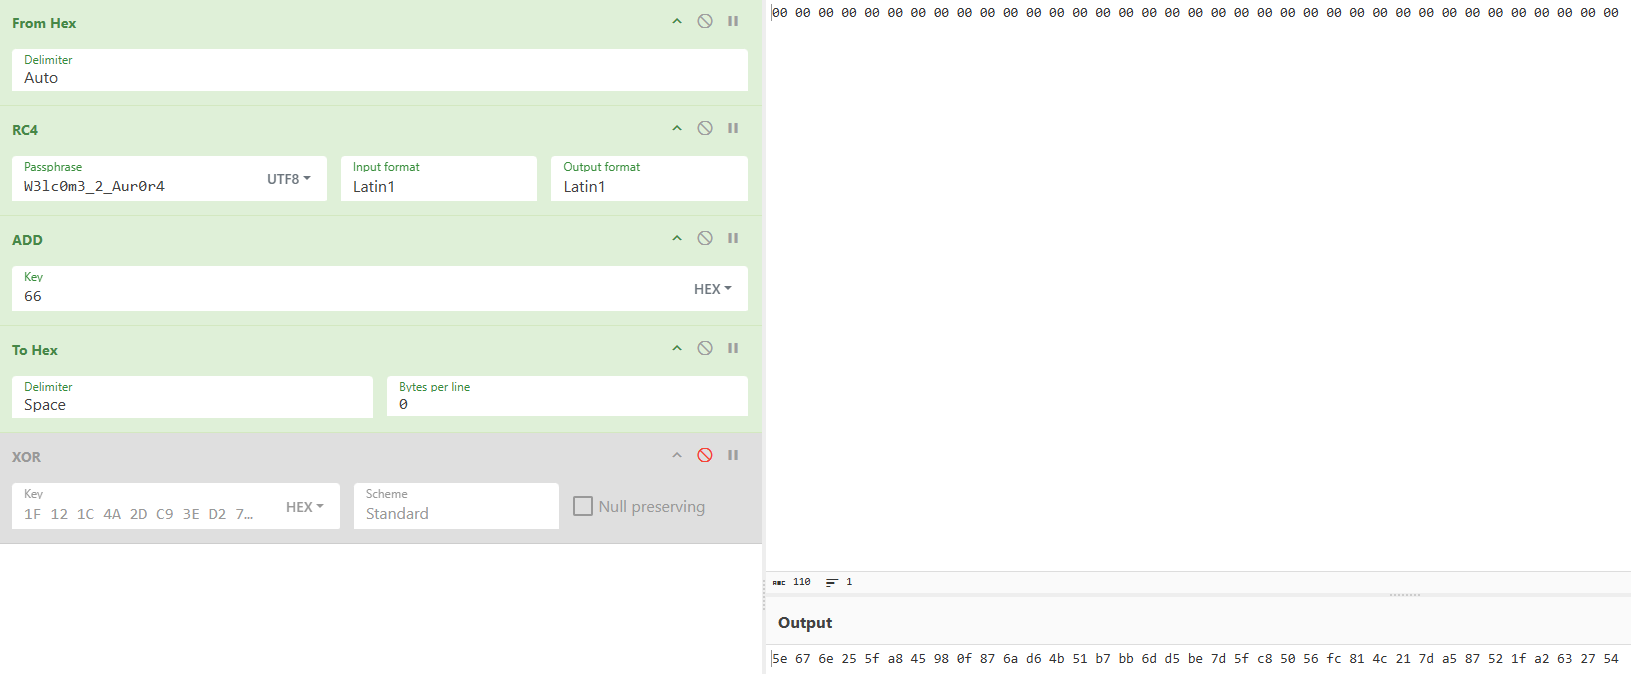 From Hex
Delimiter
Auto
RC4
Passphrase
W3lc0m3_2_Aur0r4
UTF8
Input format
Latin1
Output format
Latin1
ADD
Key
66
HEX
To Hex
Delimiter
Space
Bytes per line
0
XOR
Key
1F 12 1C 4A 2D C9 3E D2 7…
HEX
Scheme
Standard
Null preserving
00 00 00 00 00 00 00 00 00 00 00 00 00 00 00 00 00 00 00 00 00 00 00 00 00 00 00 00 00 00 00 00 00 00 00 00 00
ABC 110 1
Output
5e 67 6e 25 5f a8 45 98 0f 87 6a d6 4b 51 b7 bb 6d d5 be 7d 5f c8 50 56 fc 81 4c 21 7d a5 87 52 1f a2 63 27 54